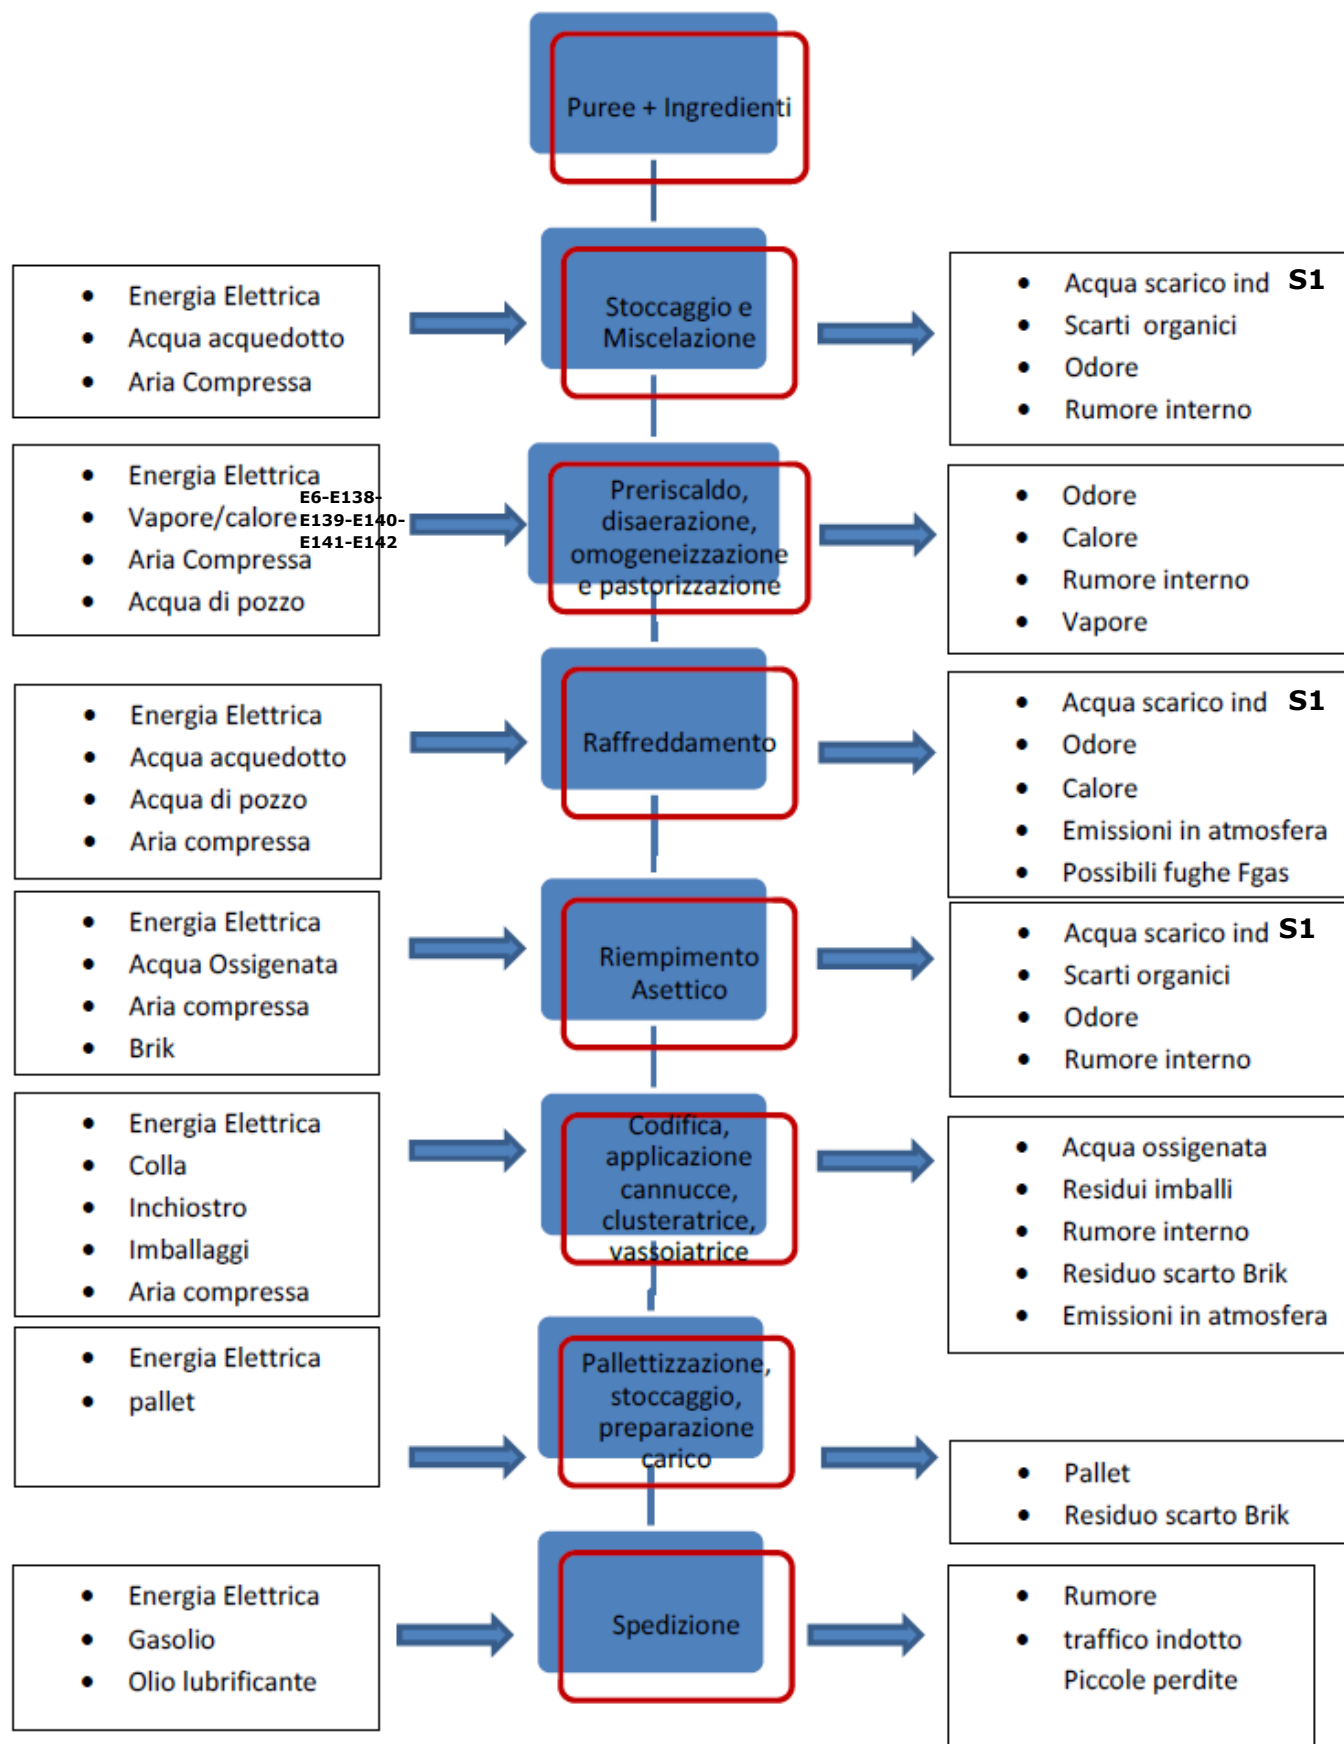 Puree + Ingredienti
Energia Elettrica
Acqua acquedotto
Aria Compressa
Stoccaggio e
Miscelazione
Acqua scarico ind S1
Scarti organici
Odore
Rumore interno
Energia Elettrica
Vapore/calore
Aria Compressa
Acqua di pozzo
E6-E138-
E139-E140-
E141-E142
Preriscaldo,
disaerazione,
omogeneizzazione
e pastorizzazione
Odore
Calore
Rumore interno
Vapore
Energia Elettrica
Acqua acquedotto
Acqua di pozzo
Aria compressa
Raffreddamento
Acqua scarico ind S1
Odore
Calore
Emissioni in atmosfera
Possibili fughe Fgas
Energia Elettrica
Acqua Ossigenata
Aria compressa
Brik
Riempimento
Asettico
Acqua scarico ind S1
Scarti organici
Odore
Rumore interno
Energia Elettrica
Colla
Inchiostro
Imballaggi
Aria compressa
Codifica,
applicazione
cannucce,
clusteratrice,
vassoiatrice
Acqua ossigenata
Residui imballi
Rumore interno
Residuo scarto Brik
Emissioni in atmosfera
Energia Elettrica
pallet
Pallettizzazione,
stoccaggio,
preparazione
carico
Pallet
Residuo scarto Brik
Energia Elettrica
Gasolio
Olio lubrificante
Spedizione
Rumore
traffico indotto
Piccole perdite